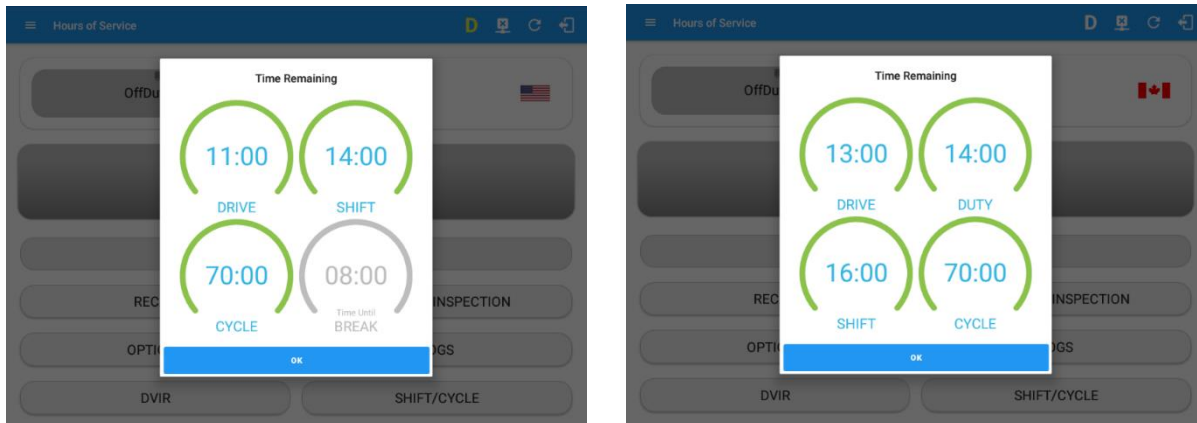 Hours of Service
D
OffDu
Time Remaining
11:00
14:00
DRIVE
SHIFT
70:00
08:00
Time Until
CYCLE
BREAK
REC
INSPECTION
OPTI
OGS
OK
DVIR
SHIFT/CYCLE
Hours of Service
D
OffDu
Time Remaining
13:00
14:00
DRIVE
DUTY
16:00
70:00
SHIFT
CYCLE
REC
INSPECTION
OPTI
OGS
OK
DVIR
SHIFT/CYCLE